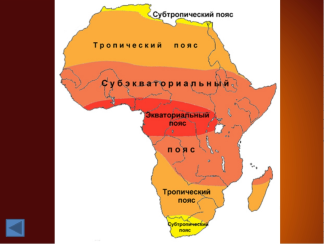 Субтропический пояс
Тропический пояс
Субэкваториальный
Экваториальный
пояс
пояс
Тропический
пояс
Субтропический
пояс